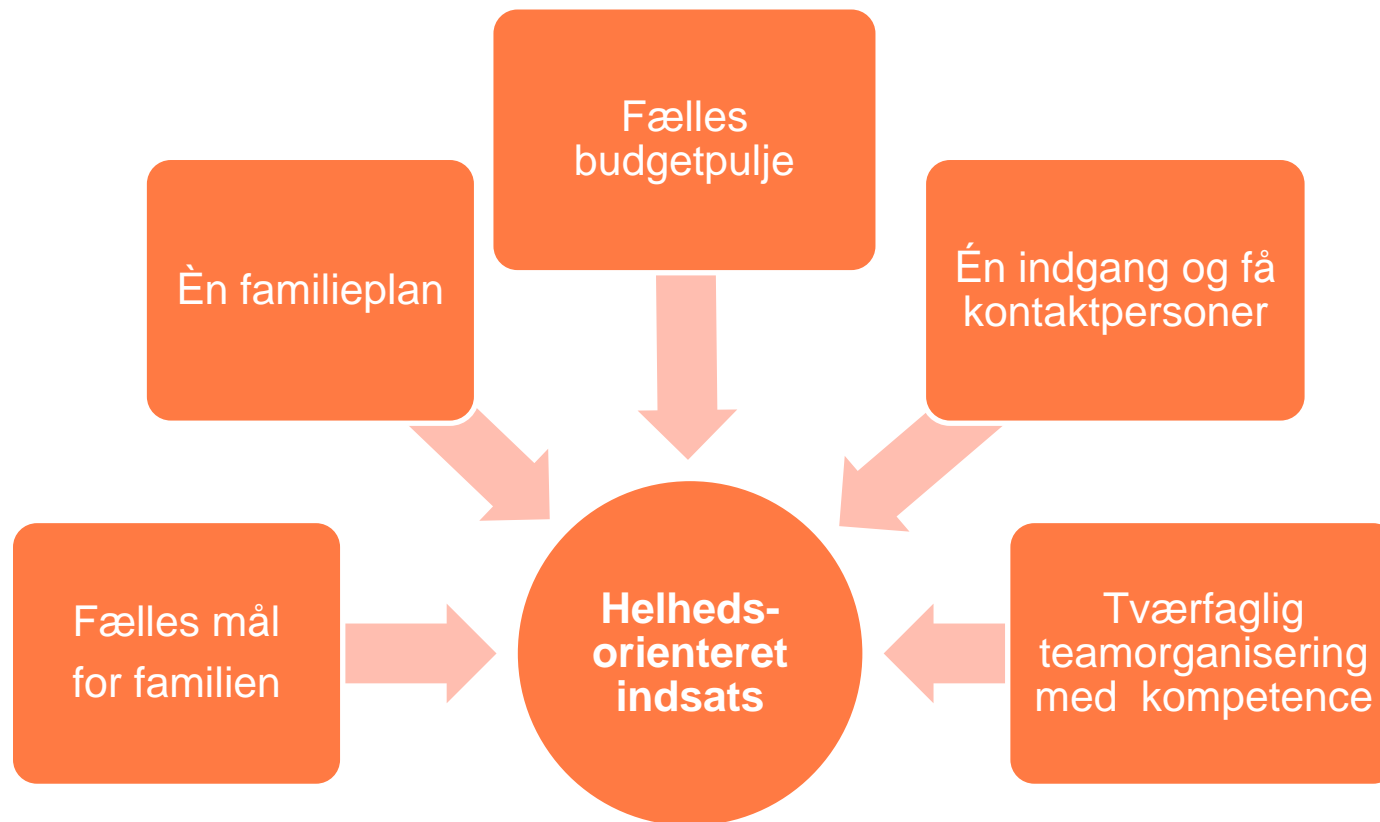 Fælles
budgetpulje
Èn familieplan
Én indgang og få
kontaktpersoner
Fælles mål
for familien
Helheds-
orienteret
indsats
Tværfaglig
teamorganisering
med  kompetence